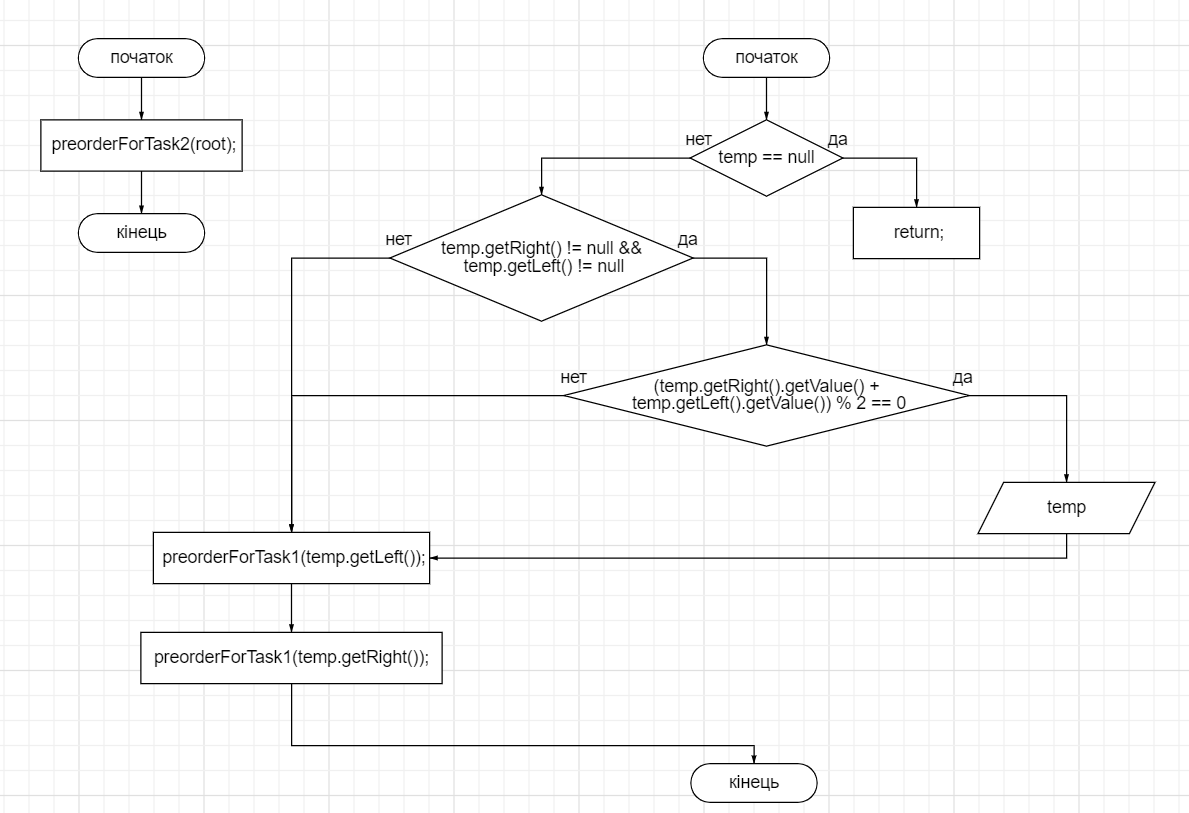 початок
preorderForTask2(root);
кінець
початок
нет
да
temp == null
return;
нет
да
temp.getRight() != null &&
temp.getLeft() != null
нет
да
(temp.getRight().getValue() +
temp.getLeft().getValue()) % 2 == 0
temp
preorderForTask1(temp.getLeft());
preorderForTask1(temp.getRight());
кінець